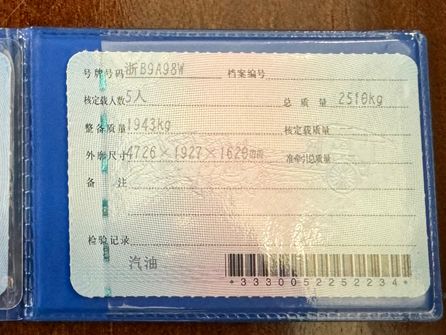 号牌号码 浙B9A98W 档案编号
核定载人数 5人 总质量 2510kg
整备质量 1943kg 核定载质量
外廓尺寸 4726×1927×1620mm 准牵引总质量
备注
检验记录
汽油
*3330052252234*